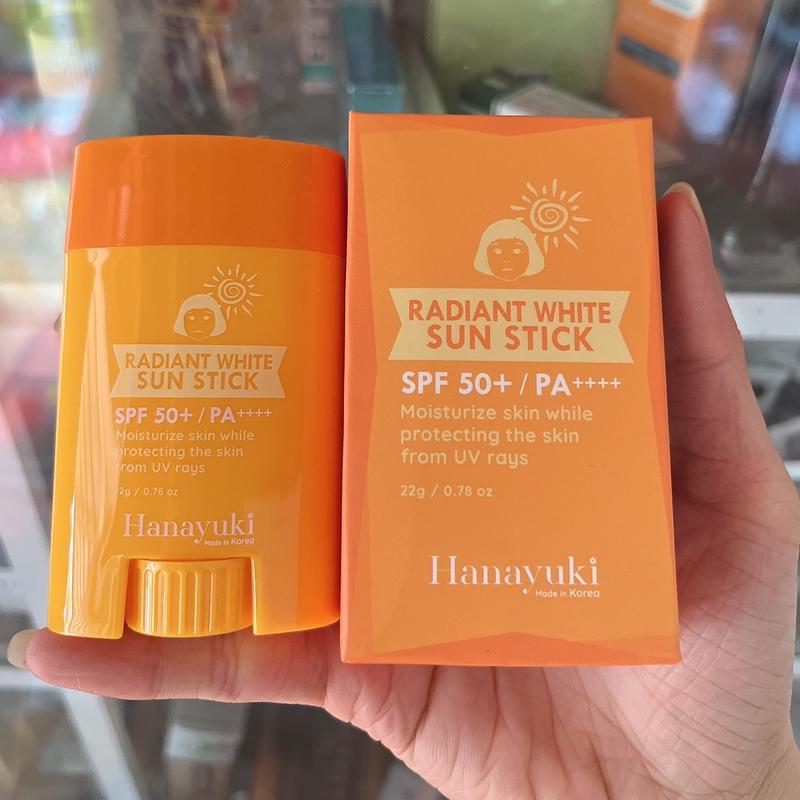 RADIANT WHITE
SUN STICK
SPF 50+ / PA++++
Moisturize skin while
protecting the skin
from UV rays
22g / 0.78 oz
Hanayuki
Made in Korea
RADIANT WHITE
SUN STICK
SPF 50+ / PA++++
Moisturize skin while
protecting the skin
from UV rays
22g / 0.78 oz
Hanayuki
Made in Korea